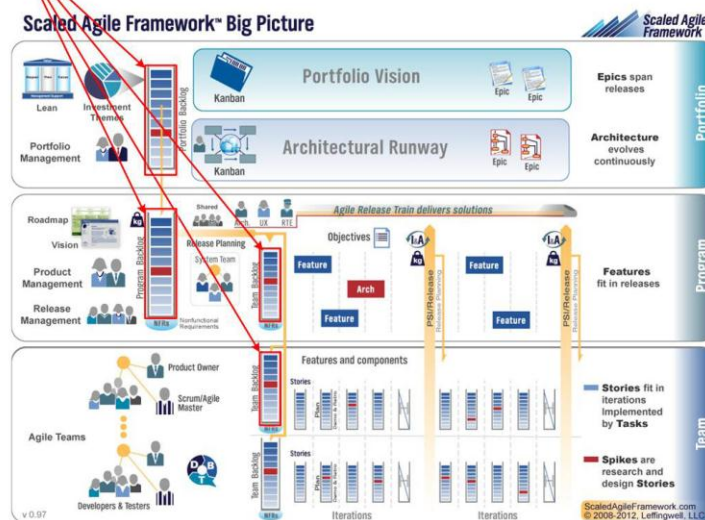 Scaled Agile Framework™ Big Picture
Scaled Agile
Framework™
Lean
Investment
Themes
Portfolio
Management
Portfolio Backlog
Kanban
Portfolio Vision
Epic
Epic
Epics span
releases
Kanban
Architectural Runway
Epic
Epic
Architecture
evolves
continuously
Portfolio
Roadmap
Vision
Product
Management
Release
Management
kg
Program Backlog
NFRs
Nonfunctional
Requirements
Shared
Arch.
UX
RTE
Agile Release Train delivers solutions
Release Planning
System Team
Team Backlog
Objectives
Feature
Arch
Feature
I&A
kg
PSI/Release
Release Planning
Feature
Feature
I&A
kg
PSI/Release
Release Planning
Features
fit in releases
Program
Agile Teams
Product Owner
Scrum/Agile
Master
Developers & Testers
D
B
T
Team Backlog
NFRs
Team Backlog
NFRs
Features and components
Stories
Plan
Stories
Plan
Iterations
Iterations
Stories fit in
iterations
Implemented
by Tasks
Spikes are
research and
design Stories
Team
v 0.97
ScaledAgileFramework.com
© 2008-2012, Leffingwell, LLC